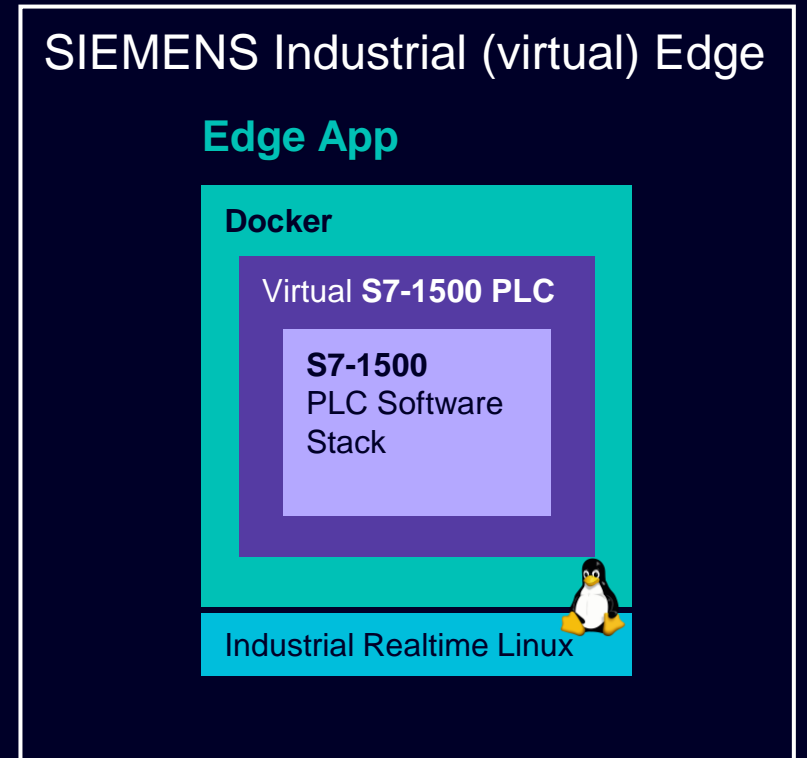 SIEMENS Industrial (virtual) Edge
Edge App
Docker
Virtual S7-1500 PLC
S7-1500
PLC Software
Stack
Industrial Realtime Linux